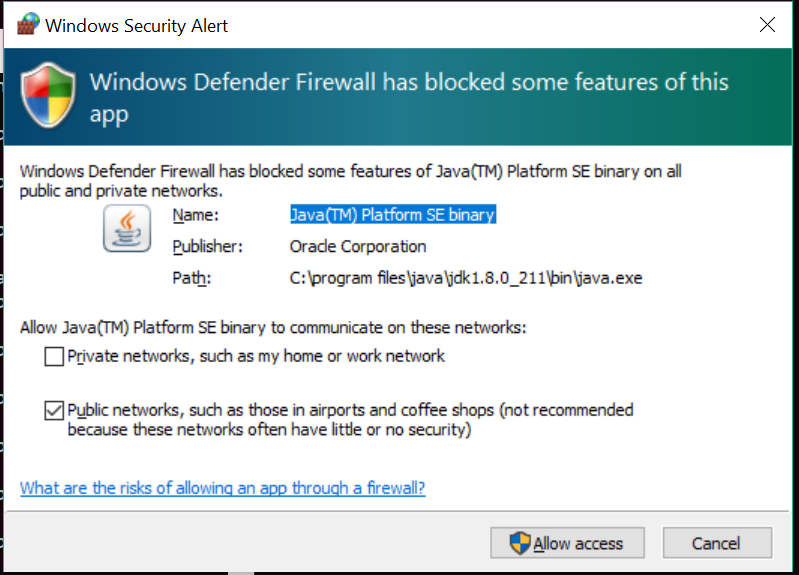 Windows Security Alert
Windows Defender Firewall has blocked some features of this
app
Windows Defender Firewall has blocked some features of Java(TM) Platform SE binary on all
public and private networks.
Name: Java(TM) Platform SE binary
Publisher: Oracle Corporation
Path: C:\program files\java\jdk1.8.0_211\bin\java.exe
Allow Java(TM) Platform SE binary to communicate on these networks:
Private networks, such as my home or work network
Public networks, such as those in airports and coffee shops (not recommended
because these networks often have little or no security)
What are the risks of allowing an app through a firewall?
Allow access
Cancel